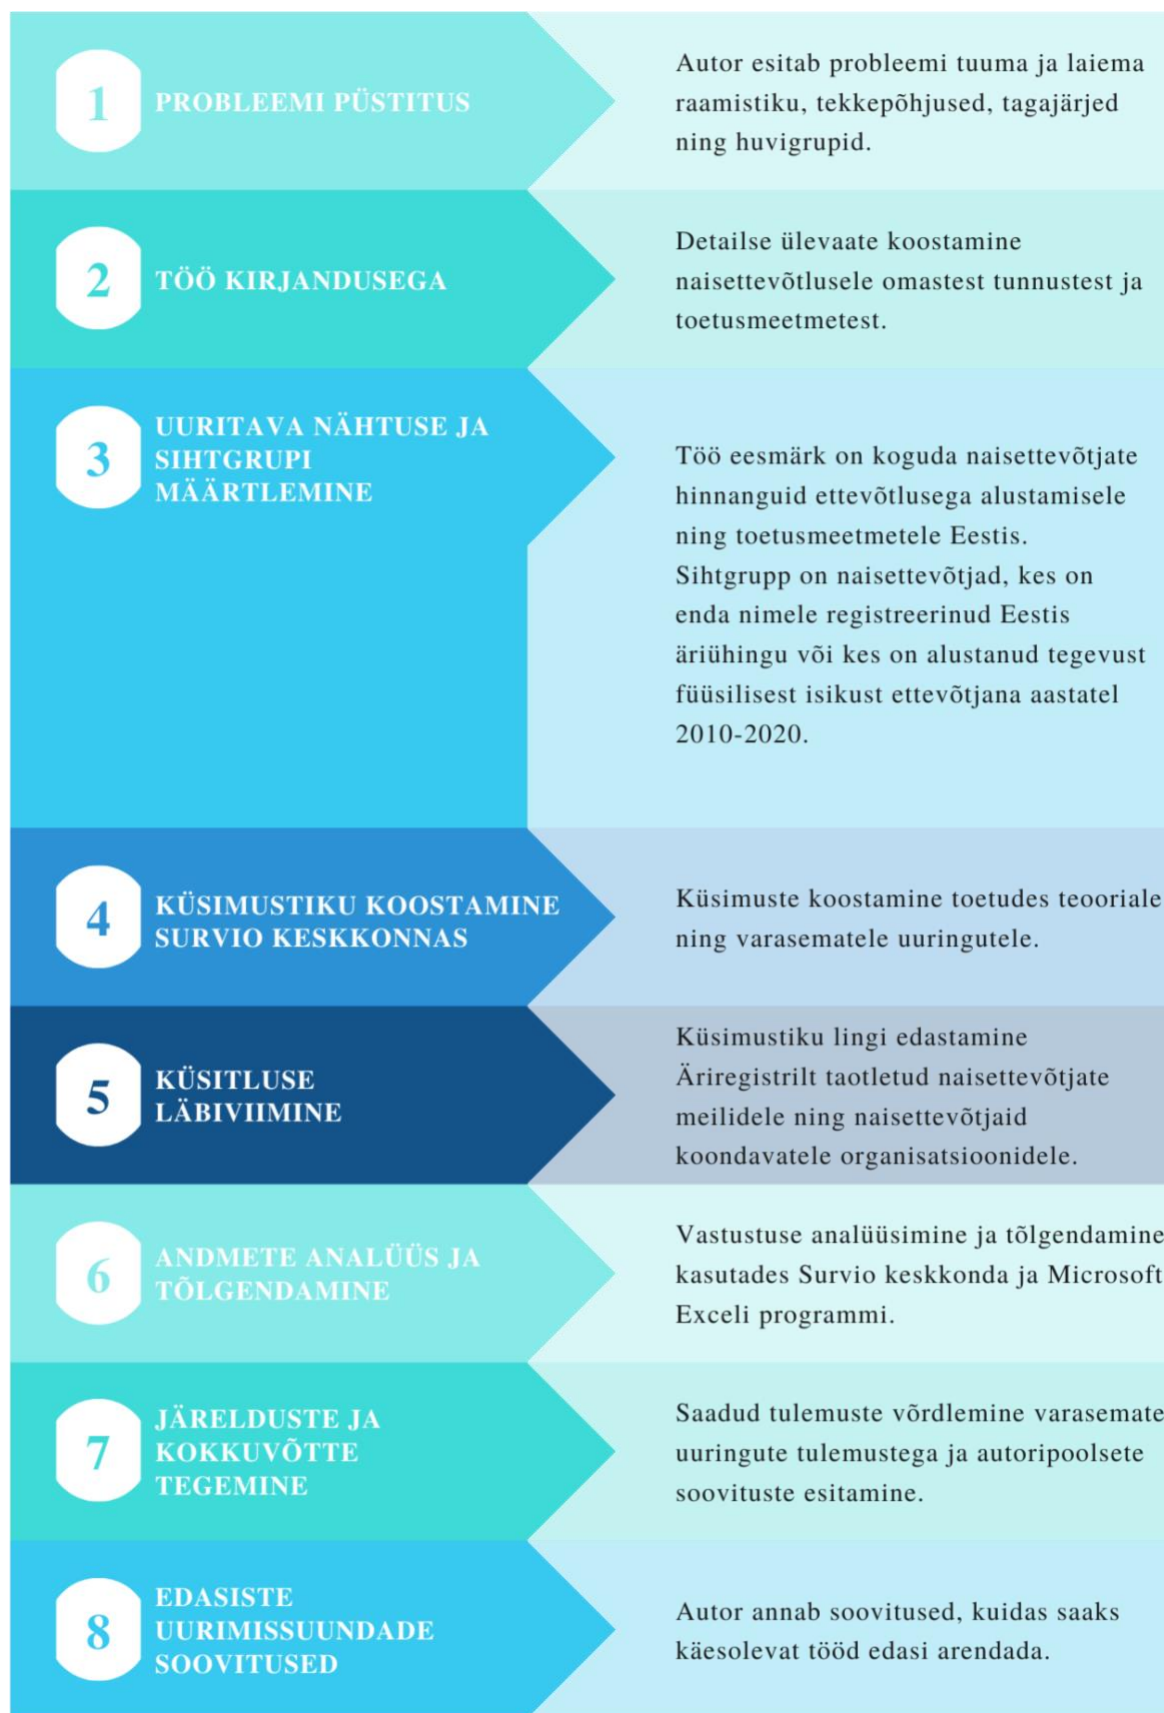 1
PROBLEEMI PÜSTITUS
Autor esitab probleemi tuuma ja laiema
raamistiku, tekkepõhjused, tagajärjed
ning huvigrupid.
2
TÖÖ KIRJANDUSEGA
Detailse ülevaate koostamine
naisettevõtlusele omastest tunnustest ja
toetusmeetmetest.
3
UURITAVA NÄHTUSE JA
SIHTGRUPI
MÄÄRTLEMINE
Töö eesmärk on koguda naisettevõtjate
hinnanguid ettevõtlusega alustamisele
ning toetusmeetmetele Eestis.
Sihtgrupp on naisettevõtjad, kes on
enda nimele registreerinud Eestis
äriühingu või kes on alustanud tegevust
füüsilisest isikust ettevõtjana aastatel
2010-2020.
4
KÜSIMUSTIKU KOOSTAMINE
SURVIO KESKKONNAS
Küsimuste koostamine toetudes teooriale
ning varasematele uuringutele.
5
KÜSITLUSE
LÄBIVIIMINE
Küsimustiku lingi edastamine
Äriregistrilt taotletud naisettevõtjate
meilidele ning naisettevõtjaid
koondavatele organisatsioonidele.
6
ANDMETE ANALÜÜS JA
TÕLGENDAMINE
Vastustuse analüüsimine ja tõlgendamine
kasutades Survio keskkonda ja Microsoft
Exceli programmi.
7
JÄRELDUSTE JA
KOKKUVÕTTE
TEGEMINE
Saadud tulemuste võrdlemine varasemate
uuringute tulemustega ja autoripoolsete
soovituste esitamine.
8
EDASISTE
UURIMISSUUNDADE
SOOVITUSED
Autor annab soovitused, kuidas saaks
käesolevat tööd edasi arendada.